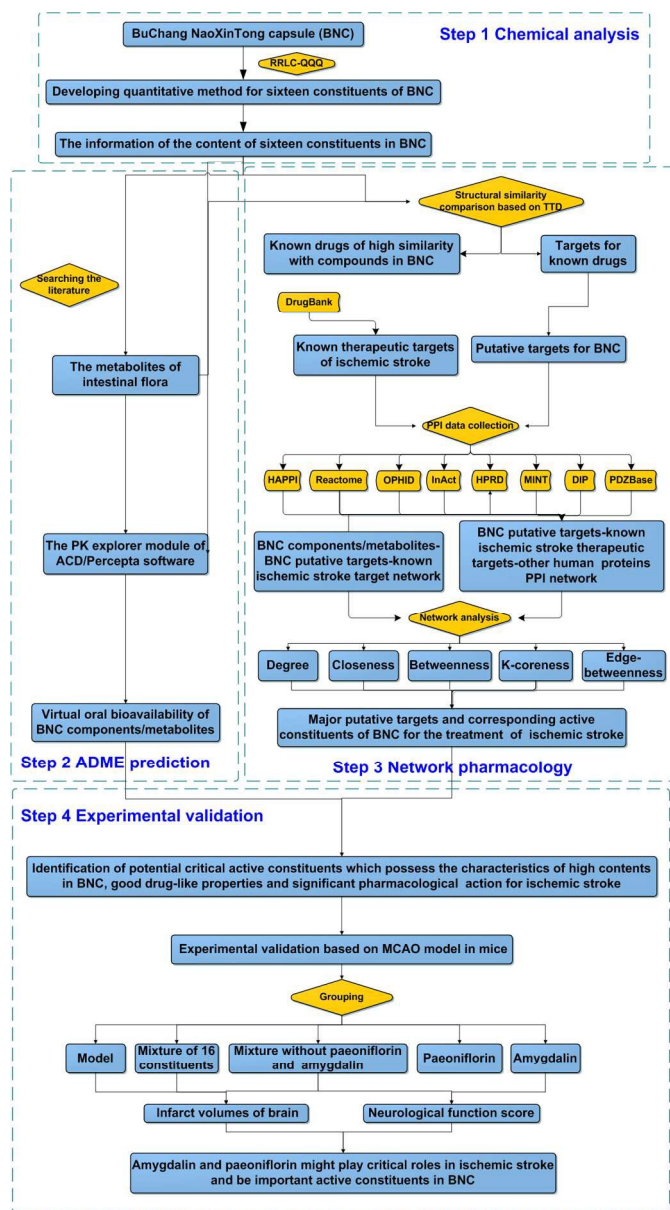 BuChang NaoXinTong capsule (BNC)
Step 1 Chemical analysis
RRLC-QQQ
Developing quantitative method for sixteen constituents of BNC
The information of the content of sixteen constituents in BNC
Structural similarity
comparison based on TTD
Searching the
literature
Known drugs of high similarity
with compounds in BNC
Targets for
known drugs
DrugBank
Known therapeutic targets
of ischemic stroke
Putative targets for BNC
The metabolites of
intestinal flora
PPI data collection
HAPPI
Reactome
OPHID
InAct
HPRD
MINT
DIP
PDZBase
The PK explorer module of
ACD/Percepta software
BNC components/metabolites-
BNC putative targets-known
ischemic stroke target network
BNC putative targets-known
ischemic stroke therapeutic
targets-other human proteins
PPI network
Network analysis
Degree
Closeness
Betweenness
K-coreness
Edge-
betweenness
Virtual oral bioavailability of
BNC components/metabolites
Major putative targets and corresponding active
constituents of BNC for the treatment of ischemic stroke
Step 2 ADME prediction
Step 3 Network pharmacology
Step 4 Experimental validation
Identification of potential critical active constituents which possess the characteristics of high contents
in BNC, good drug-like properties and significant pharmacological action for ischemic stroke
Experimental validation based on MCAO model in mice
Grouping
Model
Mixture of 16
constituents
Mixture without paeoniflorin
and amygdalin
Paeoniflorin
Amygdalin
Infarct volumes of brain
Neurological function score
Amygdalin and paeoniflorin might play critical roles in ischemic stroke
and be important active constituents in BNC